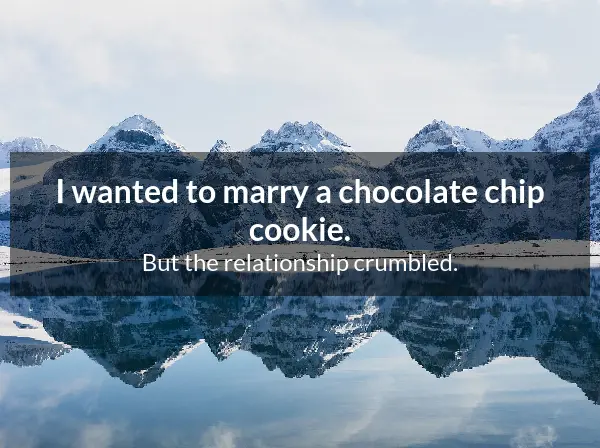 I wanted to marry a chocolate chip
cookie.
But the relationship crumbled.